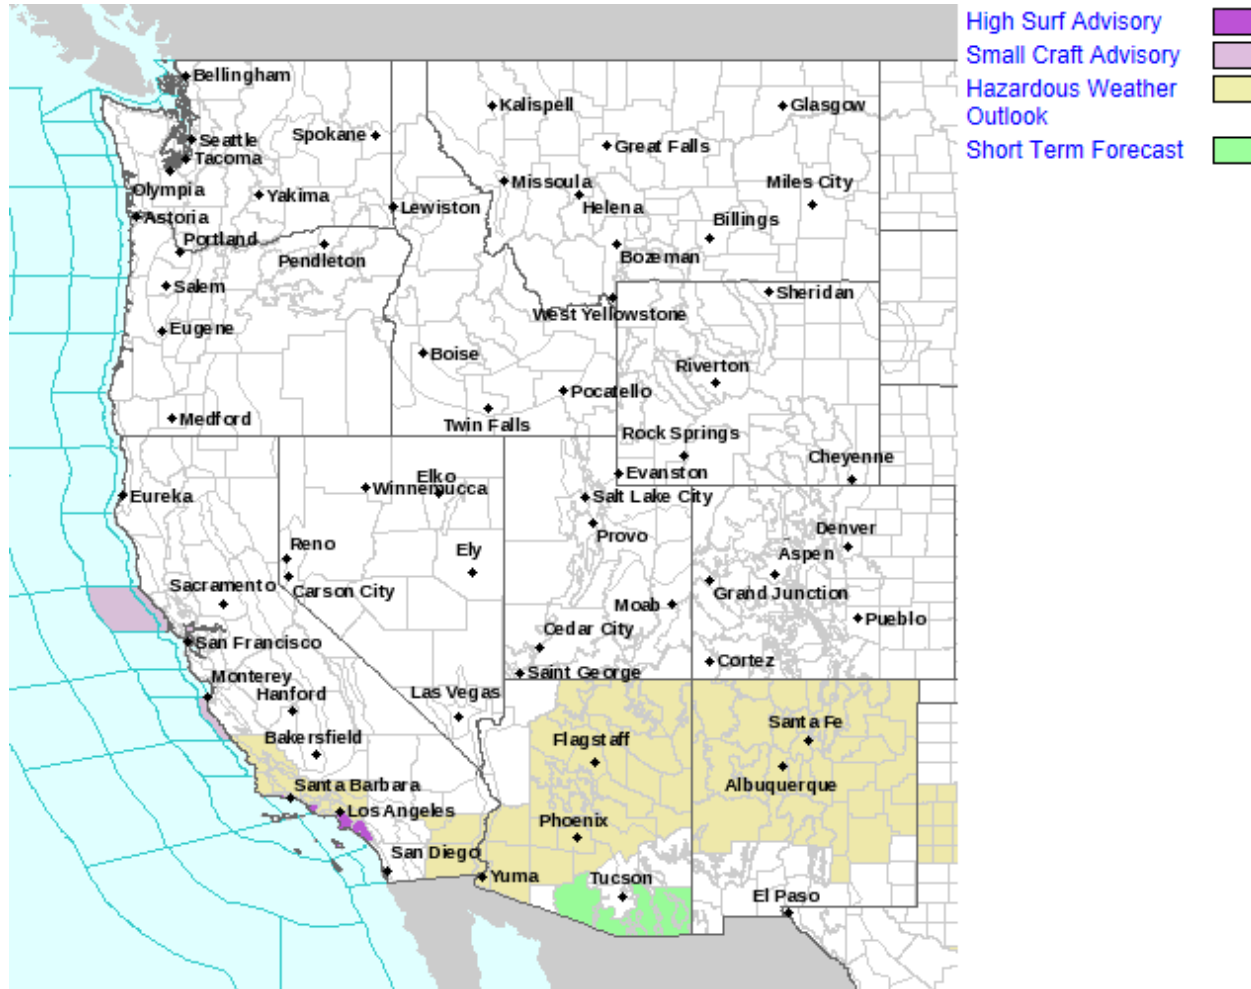 High Surf Advisory
Small Craft Advisory
Hazardous Weather
Outlook
Short Term Forecast
Bellingham
Kalispell
Glasgow
Seattle
Spokane
Great Falls
Tacoma
Missoula
Miles City
Olympia
Yakima
Lewiston
Helena
Astoria
Billings
Portland
Pendleton
Bozeman
Salem
Sheridan
West Yellowstone
Eugene
Boise
Riverton
Pocatello
Medford
Twin Falls
Rock Springs
Cheyenne
Evanston
Elko
Winnemucca
Eureka
Salt Lake City
Denver
Provo
Reno
Ely
Aspen
Sacramento
Carson City
Grand Junction
Moab
Pueblo
Cedar City
San Francisco
Cortez
Saint George
Monterey
Hanford
Las Vegas
Santa Fe
Bakersfield
Flagstaff
Santa Barbara
Albuquerque
Los Angeles
Phoenix
San Diego
Yuma
Tucson
El Paso